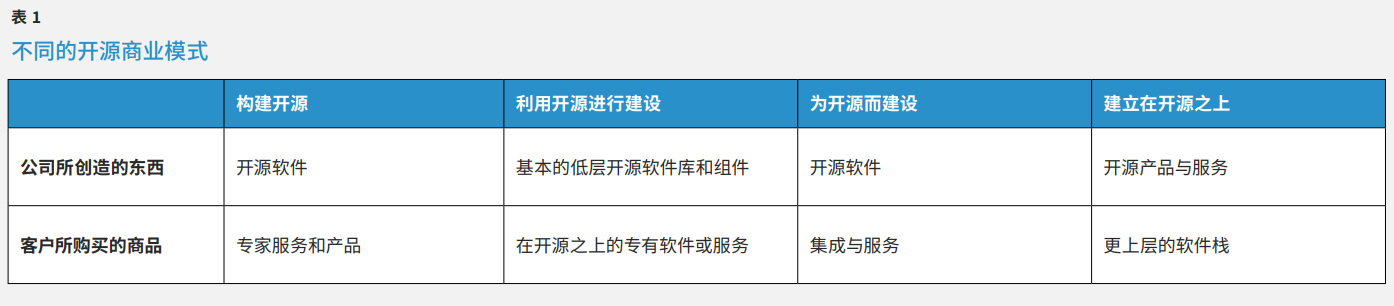 表 1
不同的开源商业模式
构建开源 利用开源进行建设 为开源而建设 建立在开源之上
公司所创造的东西 开源软件 基本的低层开源软件库和组件 开源软件 开源产品与服务
客户所购买的商品 专家服务和产品 在开源之上的专有软件或服务 集成与服务 更上层的软件栈